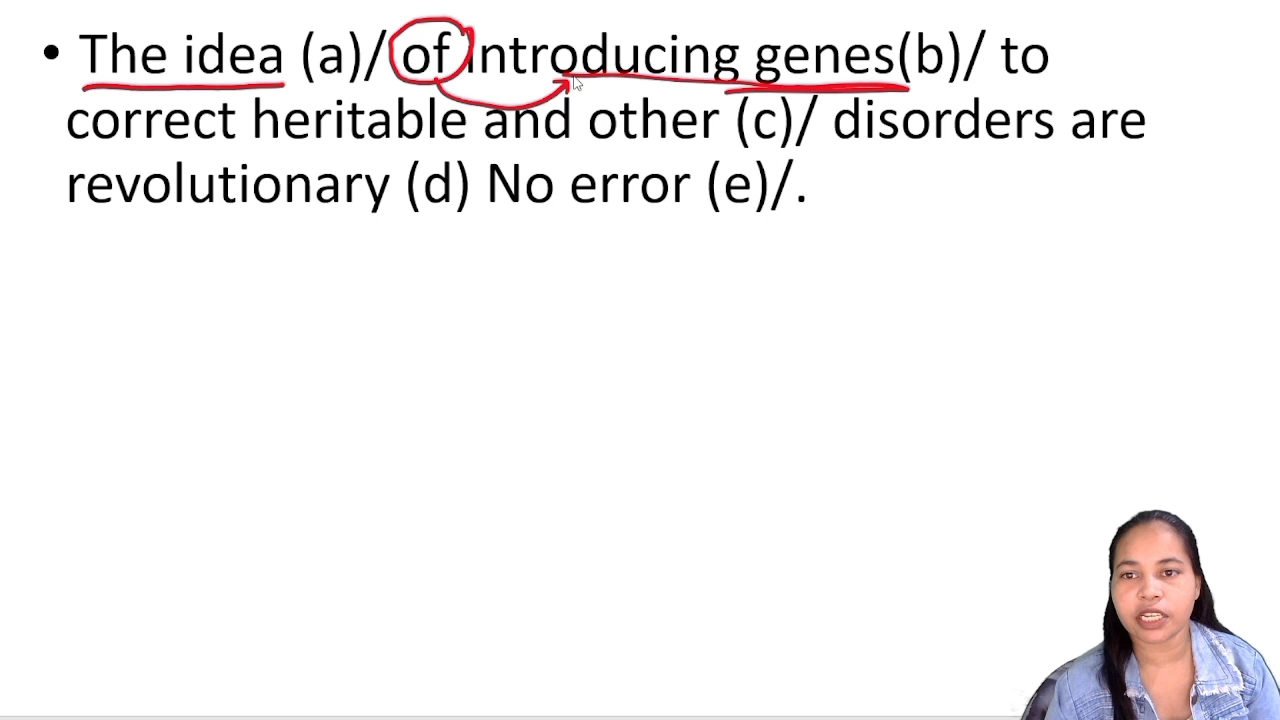 • The idea (a)/ of introducing genes(b)/ to
correct heritable and other (c)/ disorders are
revolutionary (d) No error (e)/.